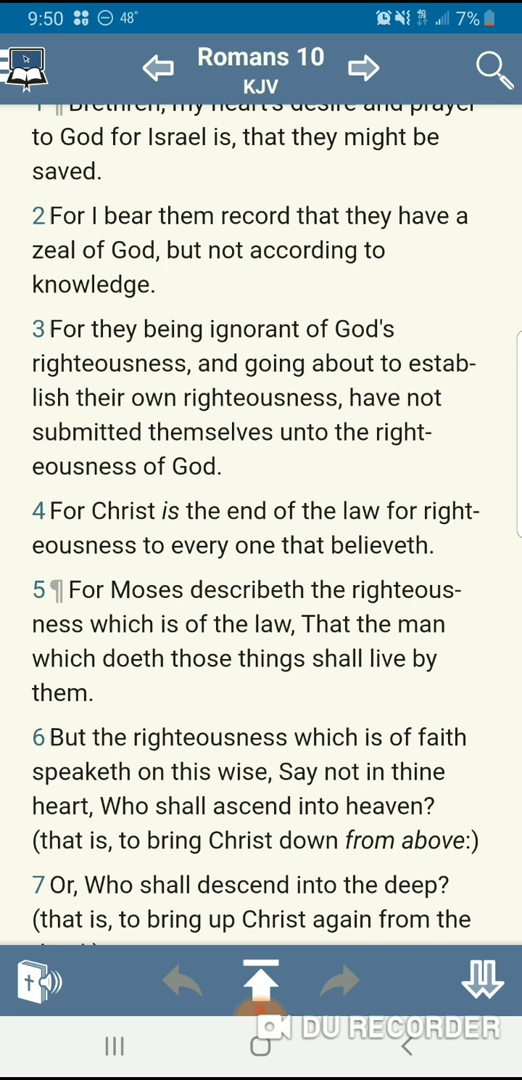 9:50 48° 7%
Romans 10
KJV
1 ¶ Brethren, my heart's desire and prayer
to God for Israel is, that they might be
saved.
2 For I bear them record that they have a
zeal of God, but not according to
knowledge.
3 For they being ignorant of God's
righteousness, and going about to estab-
lish their own righteousness, have not
submitted themselves unto the right-
eousness of God.
4 For Christ is the end of the law for right-
eousness to every one that believeth.
5 ¶ For Moses describeth the righteous-
ness which is of the law, That the man
which doeth those things shall live by
them.
6 But the righteousness which is of faith
speaketh on this wise, Say not in thine
heart, Who shall ascend into heaven?
(that is, to bring Christ down from above:)
7 Or, Who shall descend into the deep?
(that is, to bring up Christ again from the
DU RECORDER